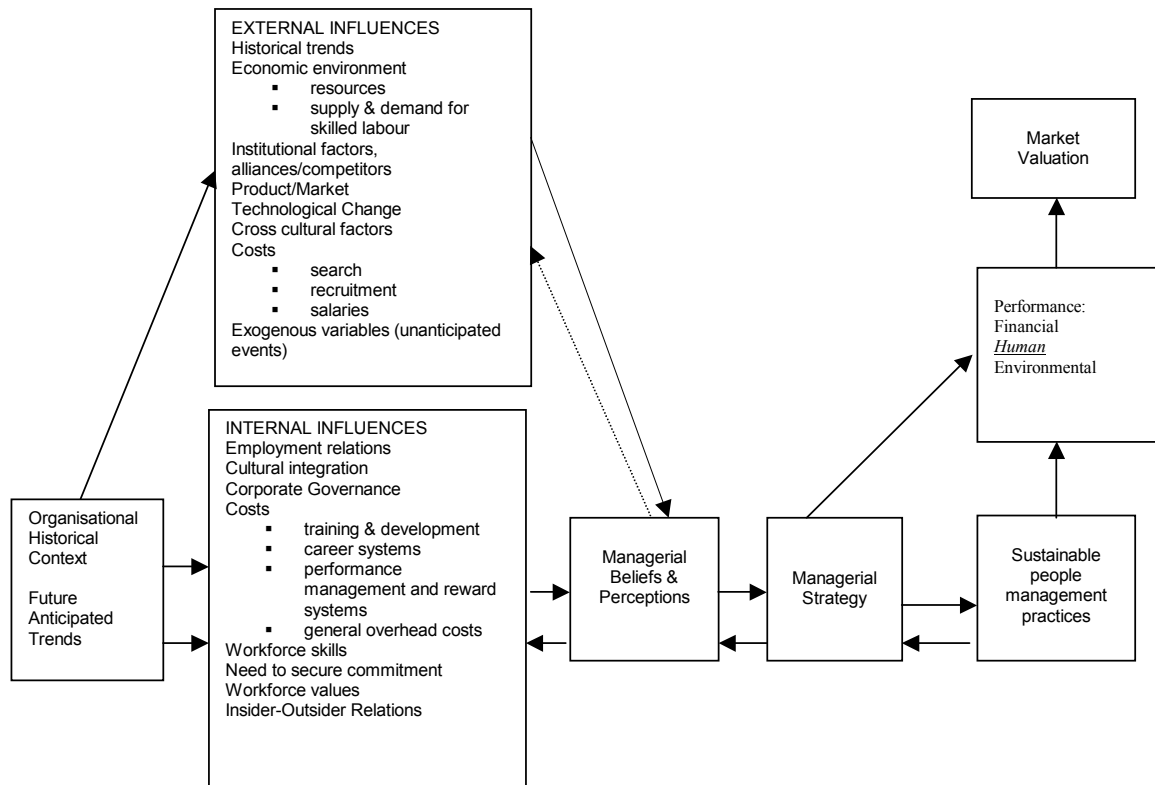 EXTERNAL INFLUENCES
Historical trends
Economic environment
▪ resources
▪ supply & demand for
skilled labour
Institutional factors,
alliances/competitors
Product/Market
Technological Change
Cross cultural factors
Costs
▪ search
▪ recruitment
▪ salaries
Exogenous variables (unanticipated
events)
INTERNAL INFLUENCES
Employment relations
Cultural integration
Corporate Governance
Costs
▪ training & development
▪ career systems
▪ performance
management and reward
systems
▪ general overhead costs
Workforce skills
Need to secure commitment
Workforce values
Insider-Outsider Relations
Organisational
Historical
Context
Future
Anticipated
Trends
Managerial
Beliefs &
Perceptions
Managerial
Strategy
Sustainable
people
management
practices
Performance:
Financial
Human
Environmental
Market
Valuation